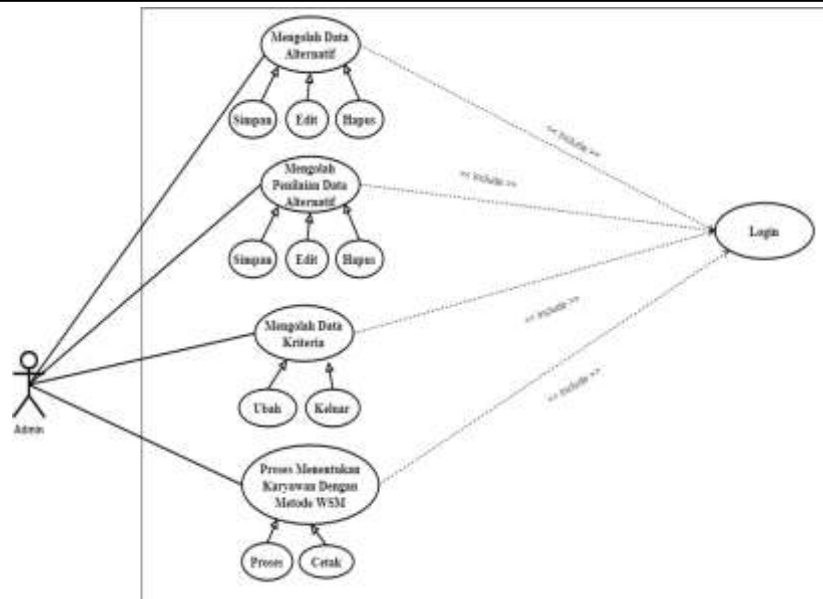 Mengolah Data
Alternatif
Simpan
Edit
Hapus
<< Include >>
Mengolah
Penilaian Data
Alternatif
<< Include >>
Simpan
Edit
Hapus
Login
Mengolah Data
Kriteria
<< Include >>
Ubah
Keluar
<< Include >>
Admin
Proses Menentukan
Karyawan Dengan
Metode WSM
Proses
Cetak